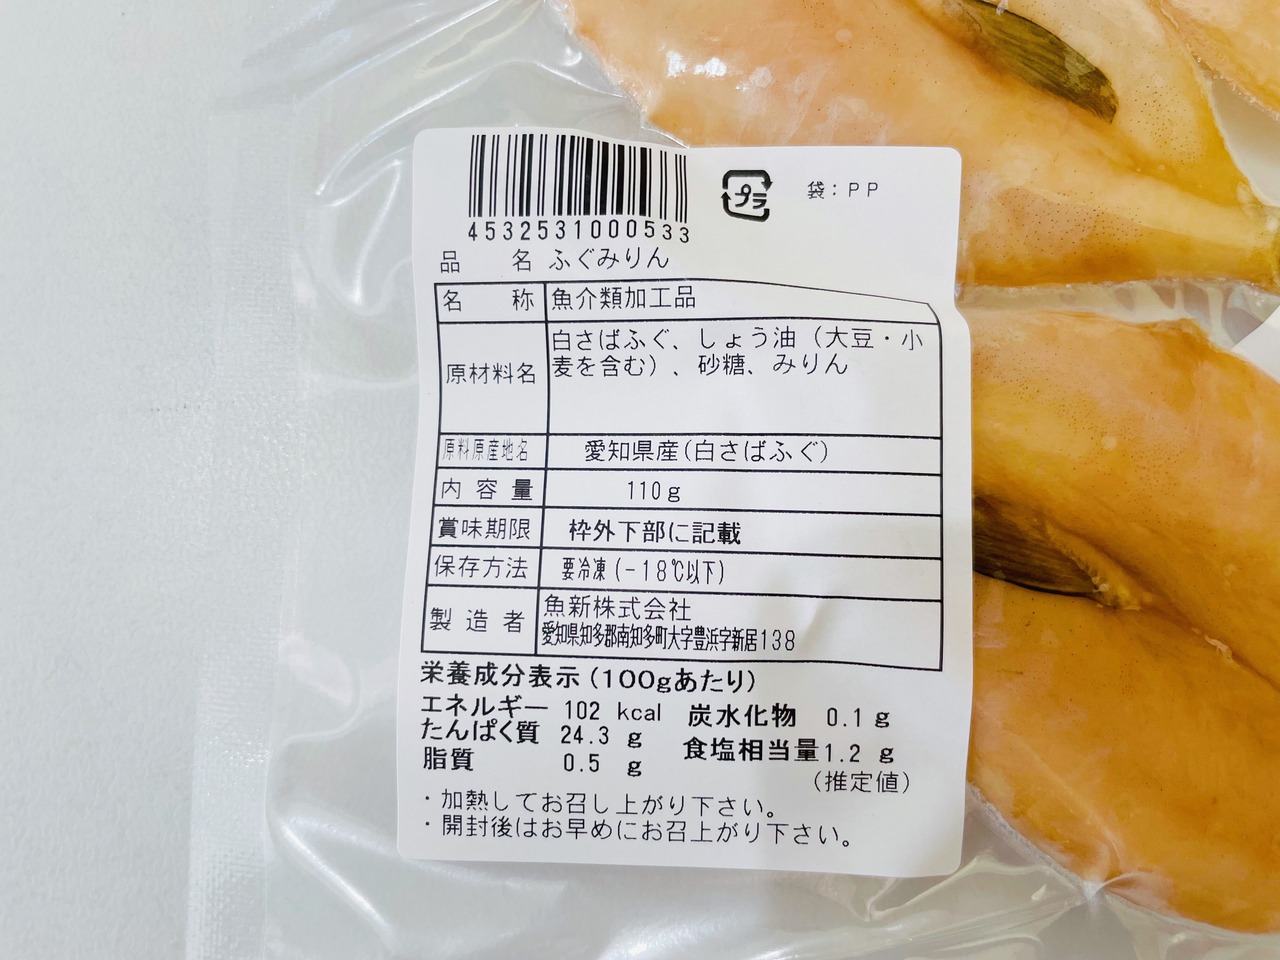 4532531000533
プラ
袋：ＰＰ
品名 ふぐみりん
名称 魚介類加工品
原材料名 白さばふぐ、しょう油（大豆・小
麦を含む）、砂糖、みりん
原料原産地名 愛知県産(白さばふぐ)
内容量 110ｇ
賞味期限 枠外下部に記載
保存方法 要冷凍(－18℃以下)
製造者 魚新株式会社
愛知県知多郡南知多町大字豊浜字新居138
栄養成分表示(100gあたり)
エネルギー 102 kcal 炭水化物 0.1 g
たんぱく質 24.3 g 食塩相当量1.2 g
脂質 0.5 g
(推定値)
・加熱してお召し上がり下さい。
・開封後はお早めにお召上がり下さい。